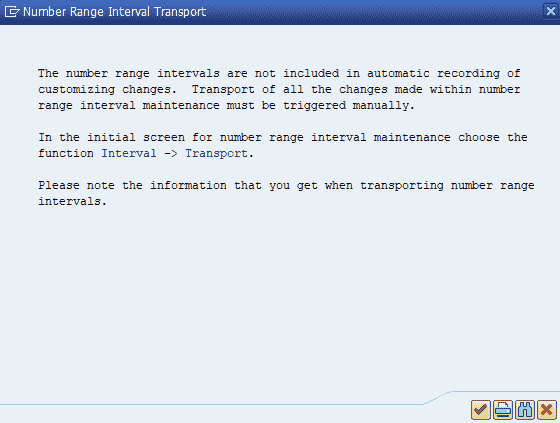 Number Range Interval Transport
The number range intervals are not included in automatic recording of
customizing changes.  Transport of all the changes made within number
range interval maintenance must be triggered manually.
In the initial screen for number range interval maintenance choose the
function Interval -> Transport.
Please note the information that you get when transporting number range
intervals.